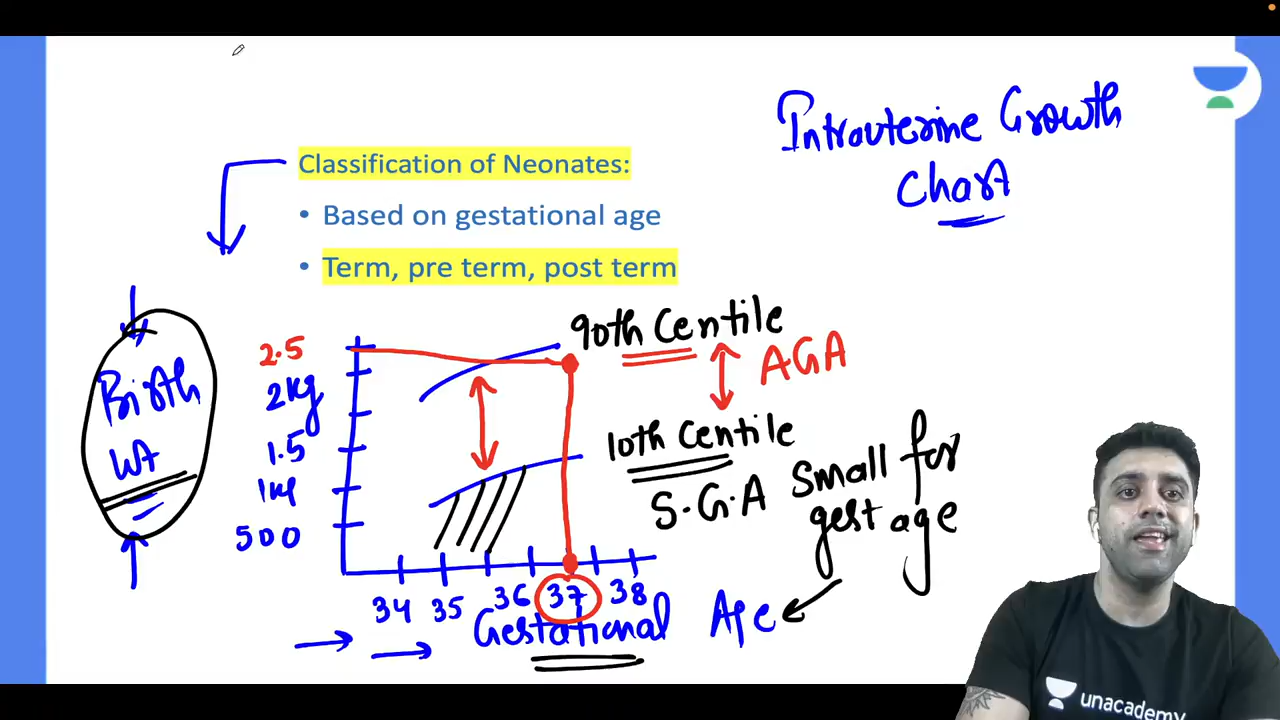 Intrauterine Growth
Chart
Classification of Neonates:
• Based on gestational age
• Term, pre term, post term
90th Centile
AGA
2.5
2kg
1.5
1kg
500
Birth
Wt
10th Centile
S.G.A Small for
gest age
34 35 36 37 38
Gestational Age
unacademy